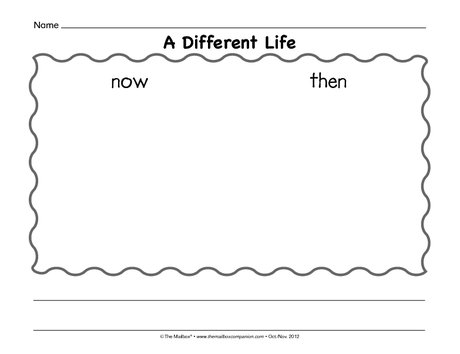 Name
A Different Life
now then
© The Mailbox® • www.themailboxcompanion.com • Oct./Nov. 2012